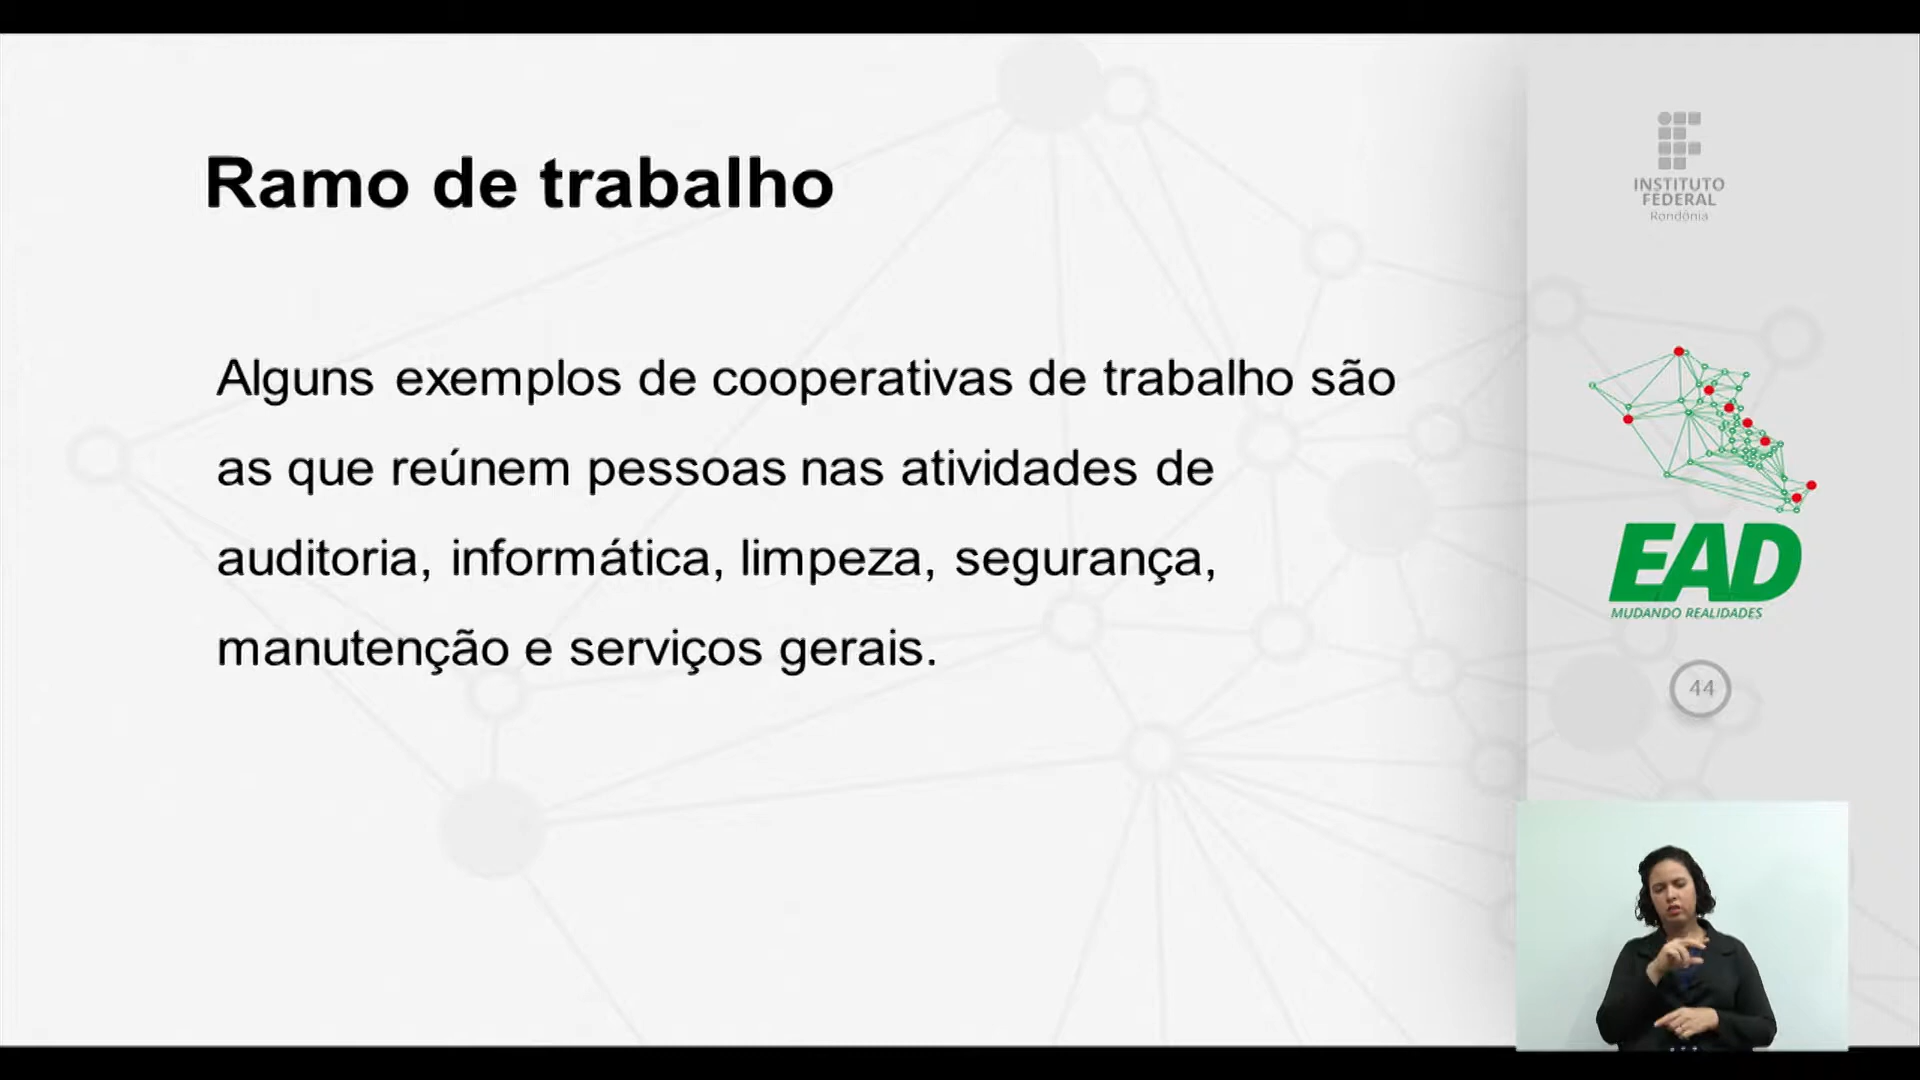 Ramo de trabalho
Alguns exemplos de cooperativas de trabalho são
as que reúnem pessoas nas atividades de
auditoria, informática, limpeza, segurança,
manutenção e serviços gerais.
INSTITUTO
FEDERAL
Rondônia
EAD
MUDANDO REALIDADES
44